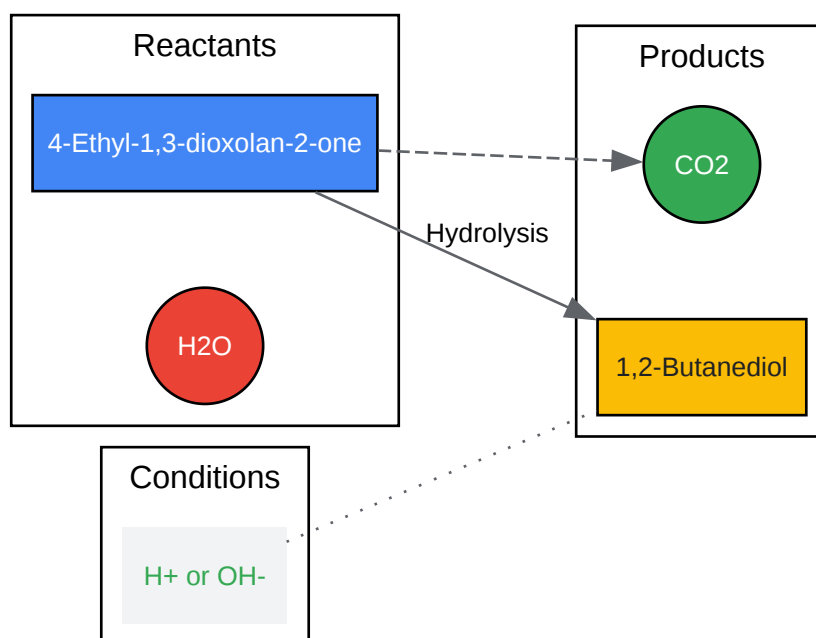 Reactants
4-Ethyl-1,3-dioxolan-2-one
H2O
Hydrolysis
Products
CO2
1,2-Butanediol
Conditions
H+ or OH-